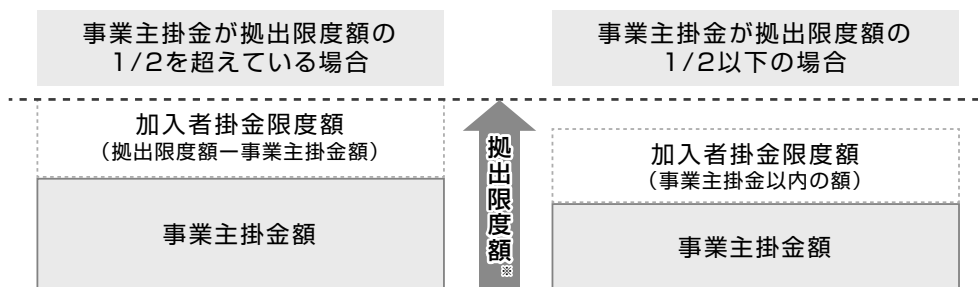 事業主掛金が拠出限度額の
1/2を超えている場合
加入者掛金限度額
（拠出限度額ー事業主掛金額）
事業主掛金額
拠出限度額※
事業主掛金が拠出限度額の
1/2以下の場合
加入者掛金限度額
（事業主掛金以内の額）
事業主掛金額